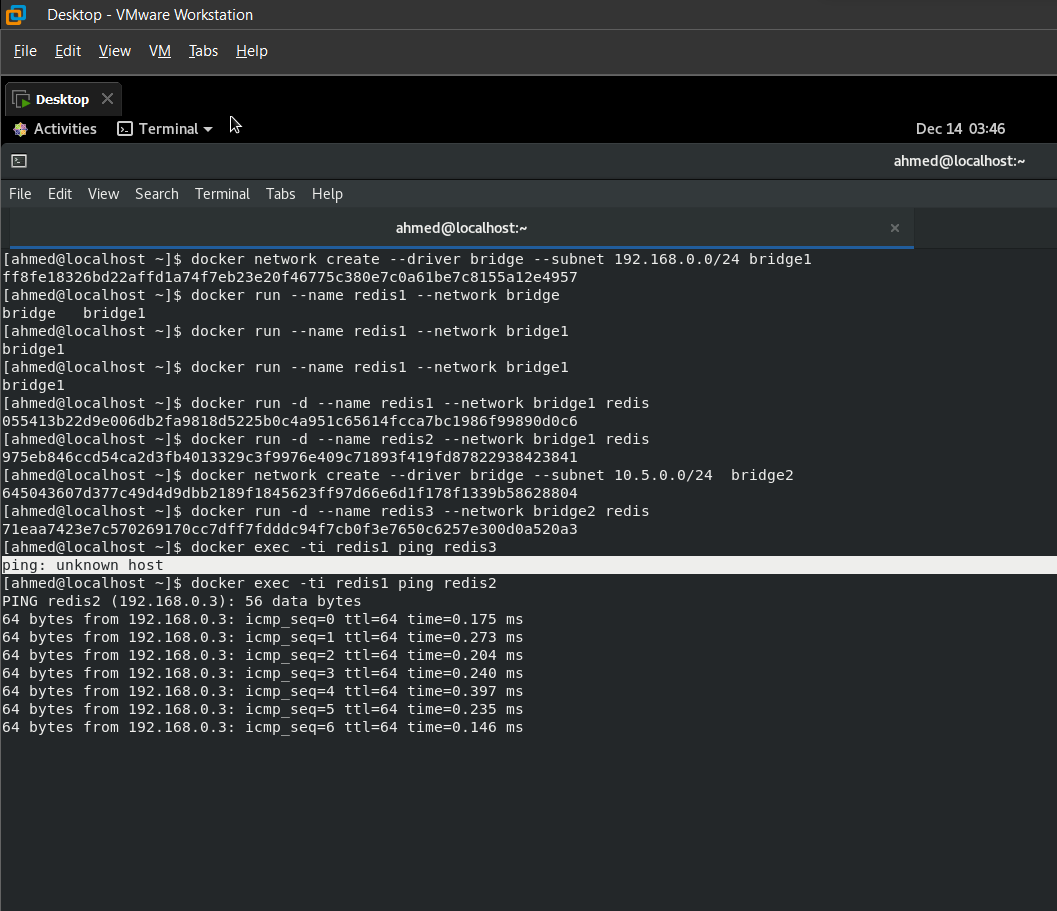 Desktop - VMware Workstation
File Edit View VM Tabs Help
Desktop
Activities Terminal Dec 14 03:46
ahmed@localhost:~
File Edit View Search Terminal Tabs Help
ahmed@localhost:~
[ahmed@localhost ~]$ docker network create --driver bridge --subnet 192.168.0.0/24 bridge1
ff8fe18326bd22affd1a74f7eb23e20f46775c380e7c0a61be7c8155a12e4957
[ahmed@localhost ~]$ docker run --name redis1 --network bridge
bridge   bridge1
[ahmed@localhost ~]$ docker run --name redis1 --network bridge1
bridge1
[ahmed@localhost ~]$ docker run --name redis1 --network bridge1
bridge1
[ahmed@localhost ~]$ docker run -d --name redis1 --network bridge1 redis
055413b22d9e006db2fa9818d5225b0c4a951c65614fcca7bc1986f99890d0c6
[ahmed@localhost ~]$ docker run -d --name redis2 --network bridge1 redis
975eb846ccd54ca2d3fb4013329c3f9976e409c71893f419fd87822938423841
[ahmed@localhost ~]$ docker network create --driver bridge --subnet 10.5.0.0/24  bridge2
645043607d377c49d4d9dbb2189f1845623ff97d66e6d1f178f1339b58628804
[ahmed@localhost ~]$ docker run -d --name redis3 --network bridge2 redis
71eaa7423e7c570269170cc7dff7fdddc94f7cb0f3e7650c6257e300d0a520a3
[ahmed@localhost ~]$ docker exec -ti redis1 ping redis3
ping: unknown host
[ahmed@localhost ~]$ docker exec -ti redis1 ping redis2
PING redis2 (192.168.0.3): 56 data bytes
64 bytes from 192.168.0.3: icmp_seq=0 ttl=64 time=0.175 ms
64 bytes from 192.168.0.3: icmp_seq=1 ttl=64 time=0.273 ms
64 bytes from 192.168.0.3: icmp_seq=2 ttl=64 time=0.204 ms
64 bytes from 192.168.0.3: icmp_seq=3 ttl=64 time=0.240 ms
64 bytes from 192.168.0.3: icmp_seq=4 ttl=64 time=0.397 ms
64 bytes from 192.168.0.3: icmp_seq=5 ttl=64 time=0.235 ms
64 bytes from 192.168.0.3: icmp_seq=6 ttl=64 time=0.146 ms